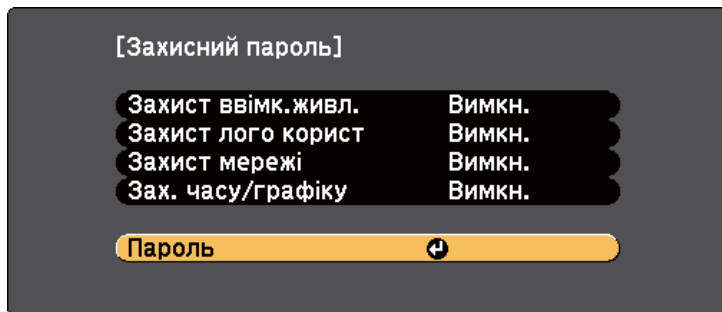 [Захисний пароль]
Захист ввімк.живл. Вимкн.
Захист лого корист Вимкн.
Захист мережі Вимкн.
Зах. часу/графіку Вимкн.
Пароль